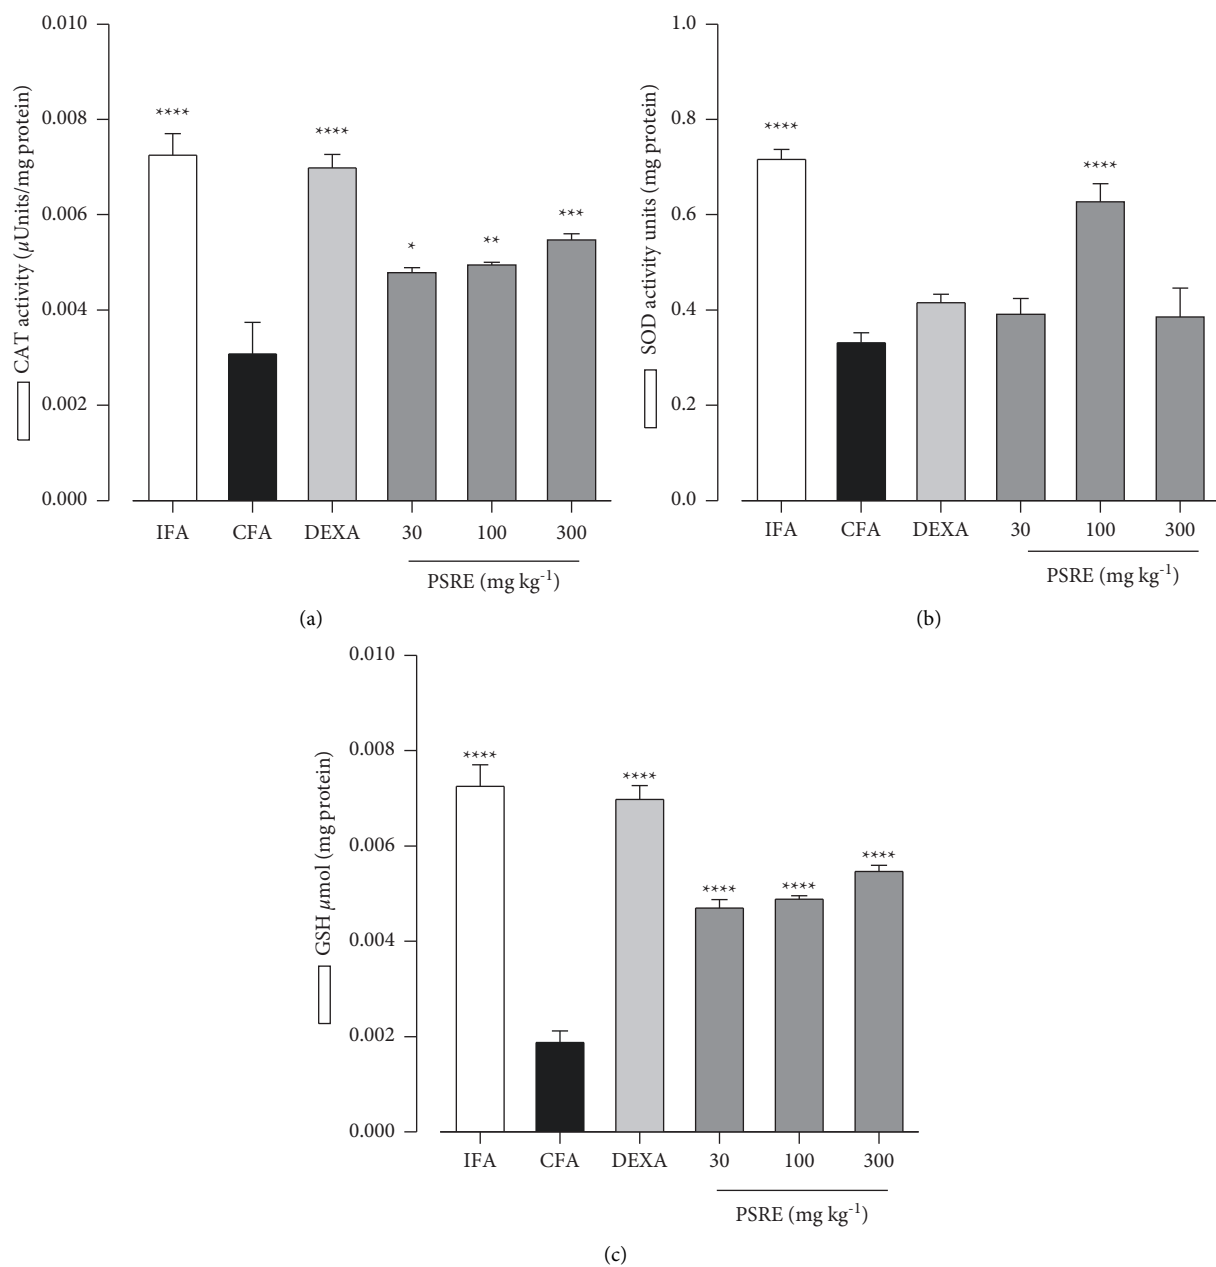 0.010
0.008
0.006
0.004
0.002
0.000
CAT activity (μUnits/mg protein)
****
****
*
**
***
IFA CFA DEXA 30 100 300
PSRE (mg kg-1)
(a)
1.0
0.8
0.6
0.4
0.2
0.0
SOD activity units (mg protein)
****
****
IFA CFA DEXA 30 100 300
PSRE (mg kg-1)
(b)
0.010
0.008
0.006
0.004
0.002
0.000
GSH μmol (mg protein)
****
****
****
****
****
IFA CFA DEXA 30 100 300
PSRE (mg kg-1)
(c)